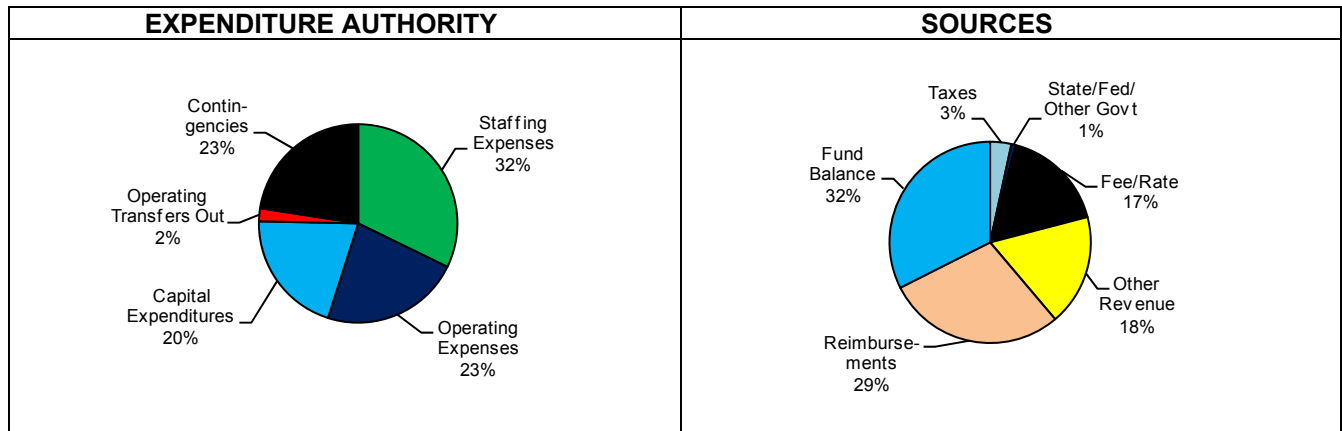 EXPENDITURE AUTHORITY
Contin-
gencies
23%
Staffing
Expenses
32%
Operating
Transfers Out
2%
Capital
Expenditures
20%
Operating
Expenses
23%
SOURCES
Taxes
3%
State/Fed/
Other Govt
1%
Fund
Balance
32%
Fee/Rate
17%
Other
Revenue
18%
Reimburse-
ments
29%